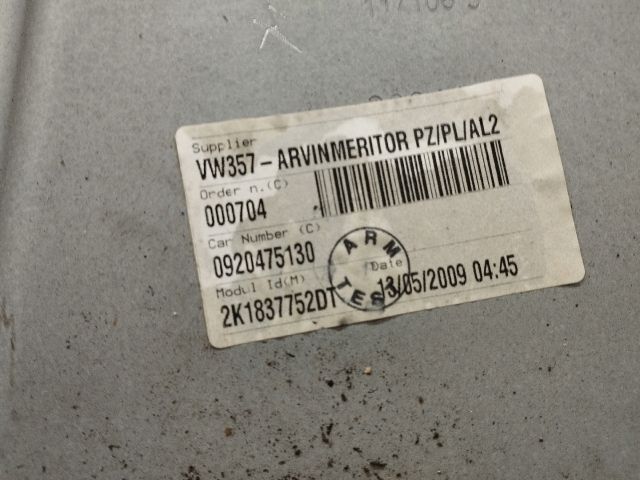 Supplier
VW357-ARVINMERITOR PZ/PL/AL2
Order n.(C)
000704
Car Number (C)
0920475130
Modul Id(M)
2K1837752DT
Date
13/05/2009 04:45
ARM
TES